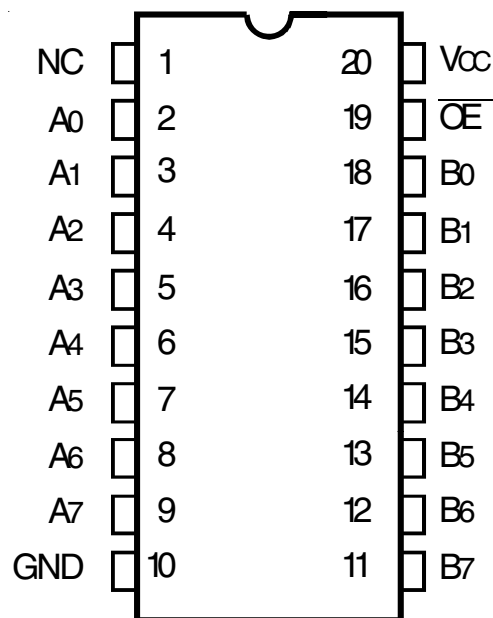 NC 1 20 VCC
A0 2 19 OE
A1 3 18 B0
A2 4 17 B1
A3 5 16 B2
A4 6 15 B3
A5 7 14 B4
A6 8 13 B5
A7 9 12 B6
GND 10 11 B7